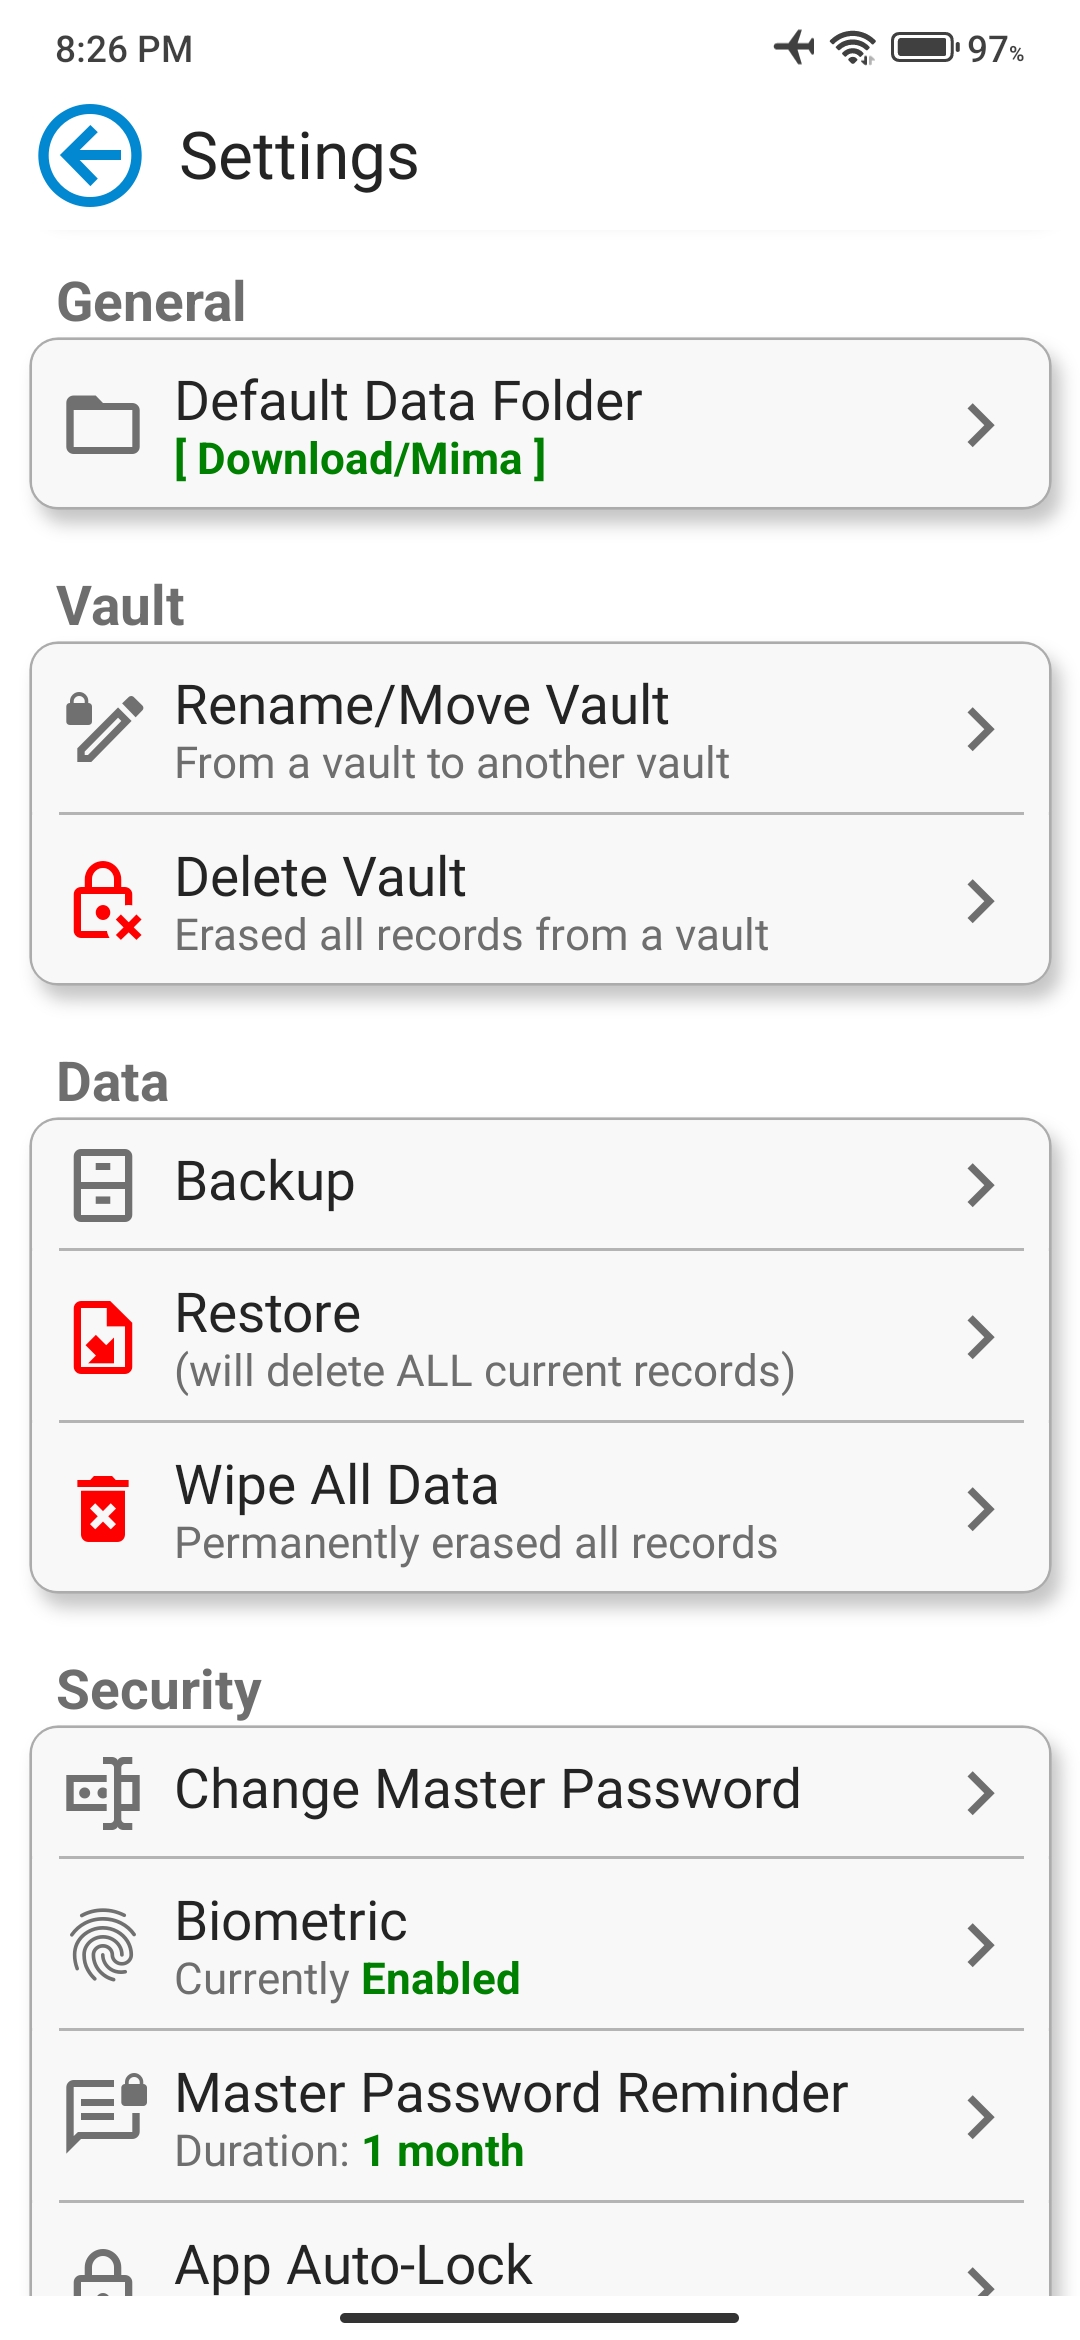 8:26 PM 97%
Settings
General
Default Data Folder
[ Download/Mima ]
Vault
Rename/Move Vault
From a vault to another vault
Delete Vault
Erased all records from a vault
Data
Backup
Restore
(will delete ALL current records)
Wipe All Data
Permanently erased all records
Security
Change Master Password
Biometric
Currently Enabled
Master Password Reminder
Duration: 1 month
App Auto-Lock